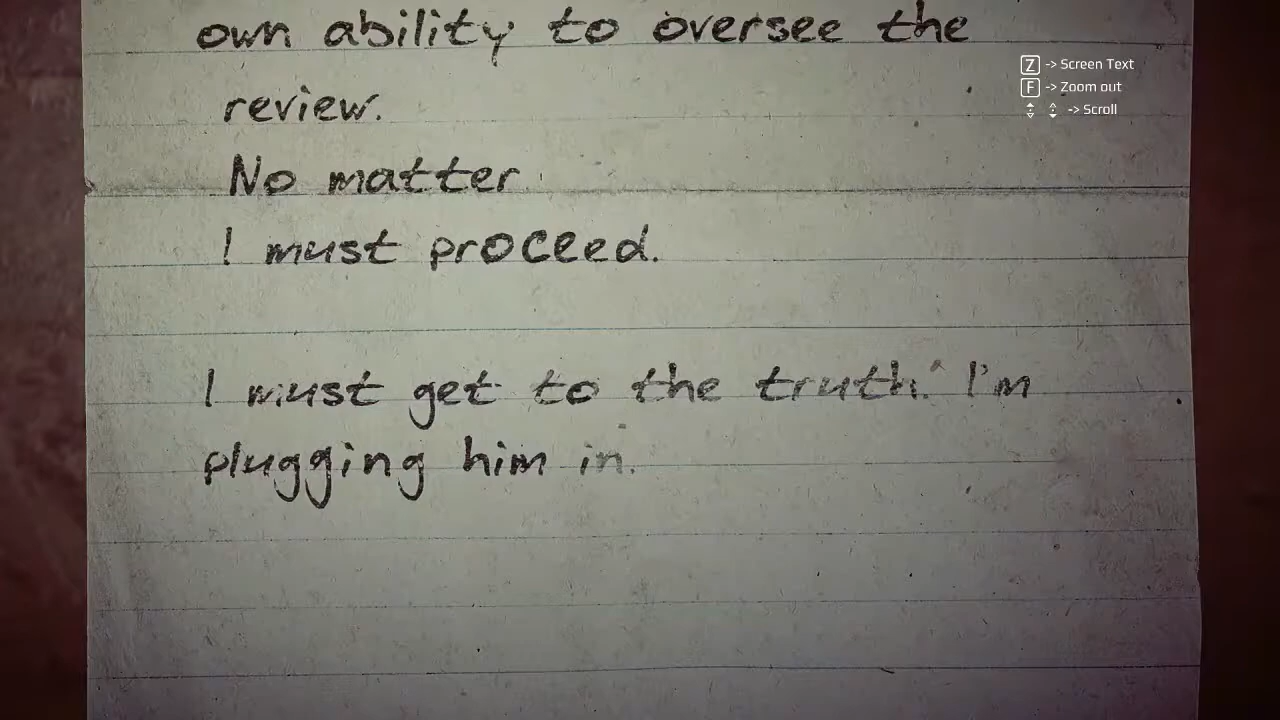 own ability to oversee the
Z -> Screen Text
F -> Zoom out
-> Scroll
review.
No matter
I must proceed.
I must get to the truth. I'm
plugging him in.